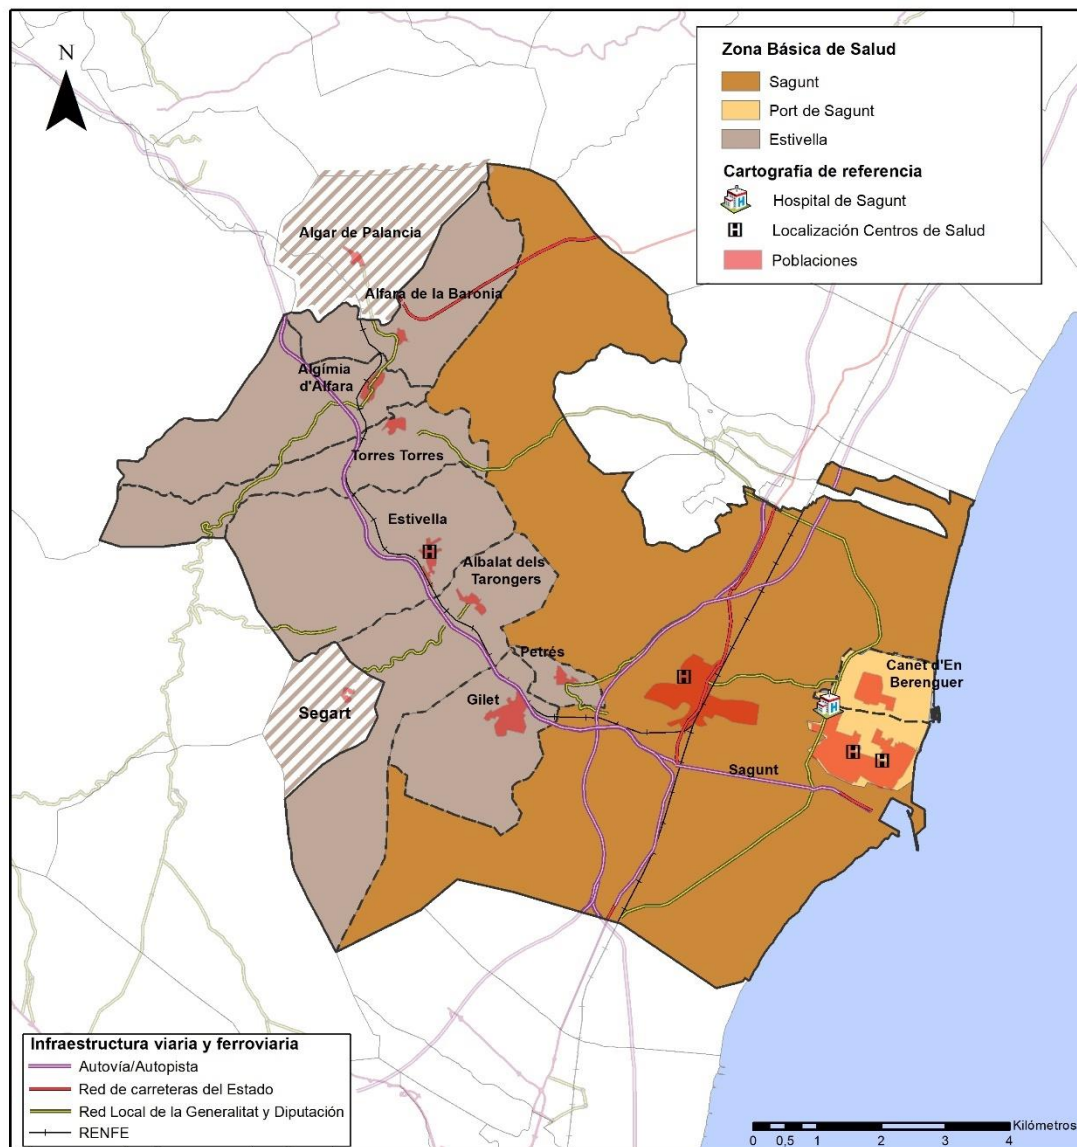 N
Zona Básica de Salud
Sagunt
Port de Sagunt
Estivella
Cartografia de referencia
H
Hospital de Sagunt
H
Localización Centros de Salud
Poblaciones
Algar de Palancia
Alfara de la Baronia
Algímia
d'Alfara
Torres Torres
Estivella
H
Albalat dels
Tarongers
Petrés
Gilet
Segart
H
Canet d'En
Berenguer
H
H
H
Sagunt
Infraestructura viaria y ferroviaria
Autovía/Autopista
Red de carreteras del Estado
Red Local de la Generalitat y Diputación
RENFE
Kilómetros
0 0,5 1 2 3 4